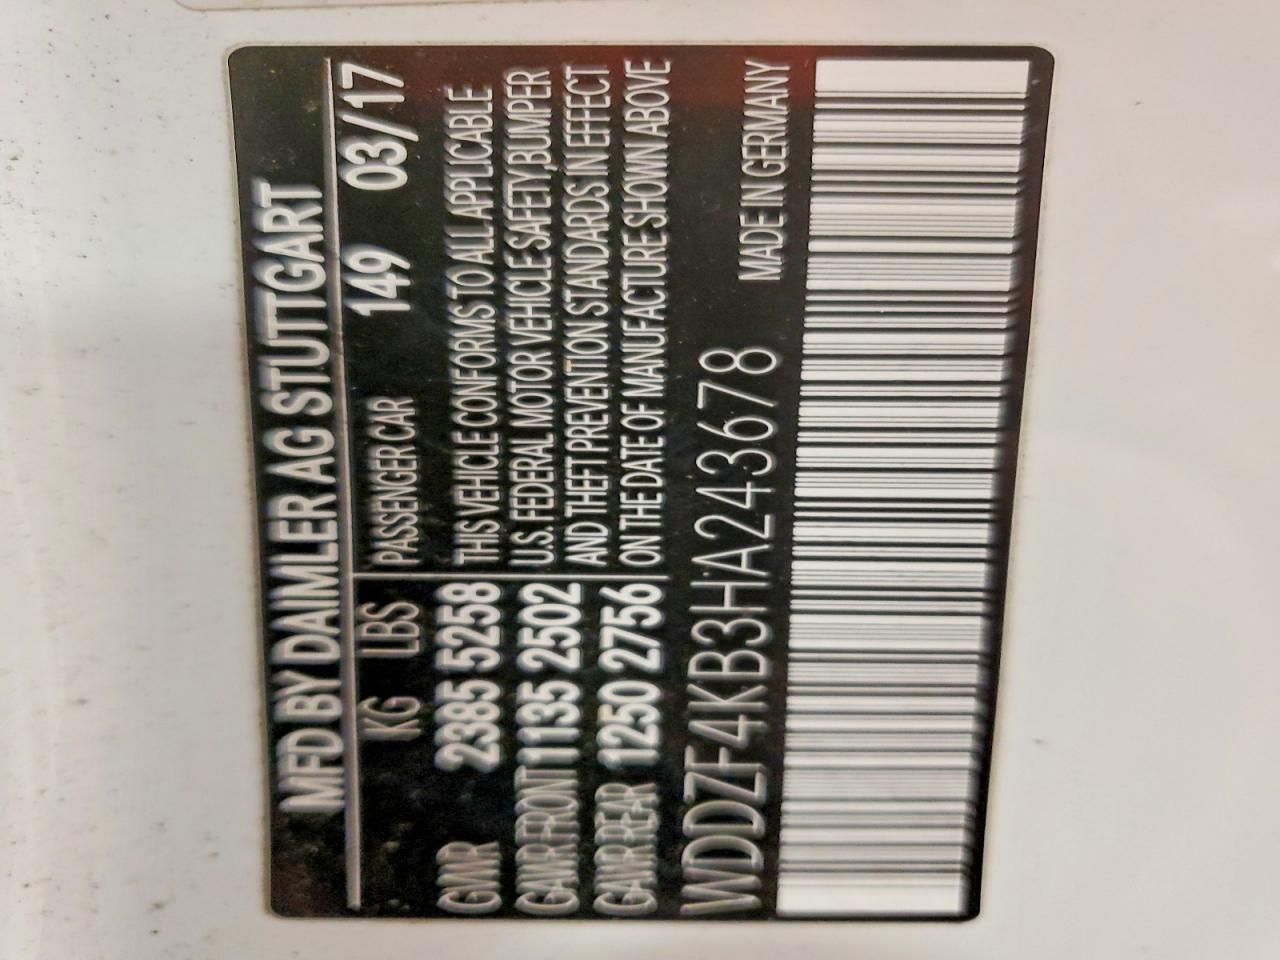 MFD BY DAIMLER AG STUTTGART
KG LBS PASSENGER CAR 149 03/17
GVWR 2385 5258 THIS VEHICLE CONFORMS TO ALL APPLICABLE
GAWR FRONT 1135 2502 U.S. FEDERAL MOTOR VEHICLE SAFETY, BUMPER
AND THEFT PREVENTION STANDARDS IN EFFECT
GAWR REAR 1250 2756 ON THE DATE OF MANUFACTURE SHOWN ABOVE
WDDZF4KB3HA243678 MADE IN GERMANY